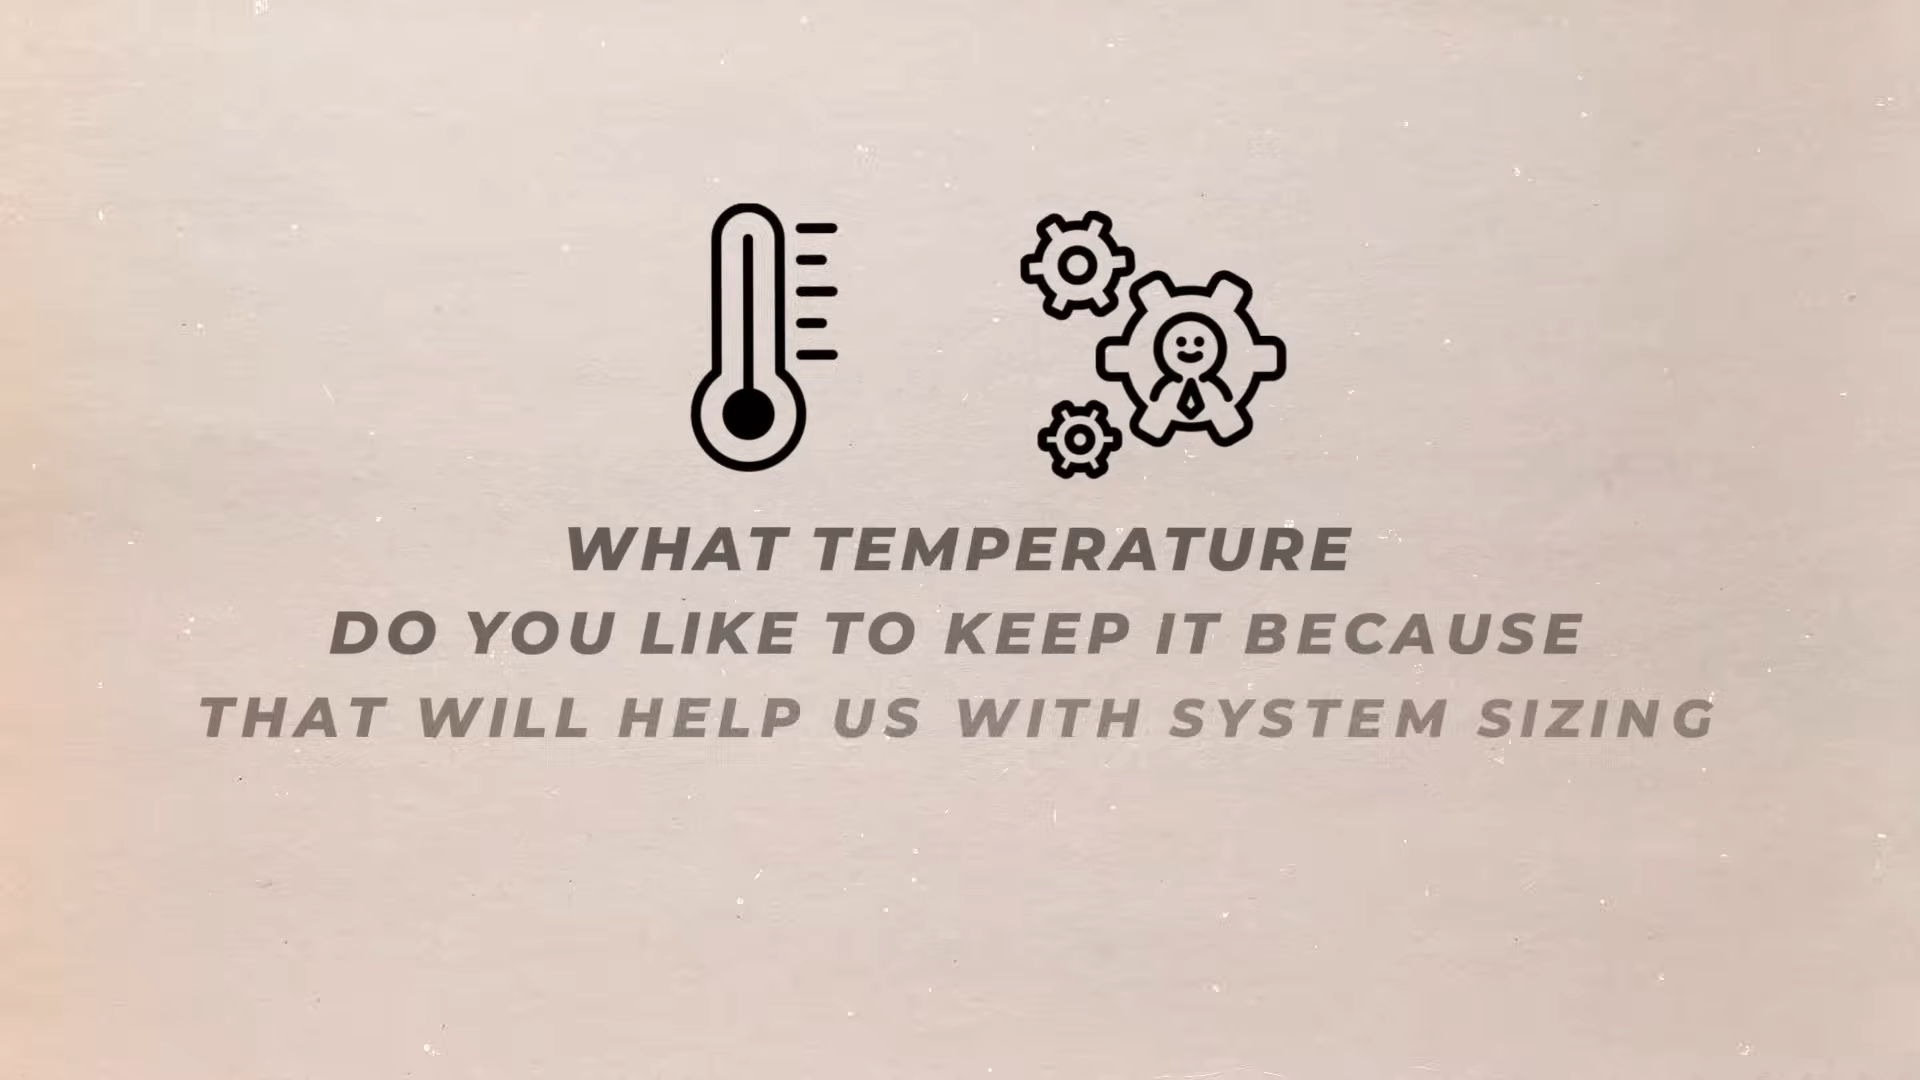 WHAT TEMPERATURE
DO YOU LIKE TO KEEP IT BECAUSE
THAT WILL HELP US WITH SYSTEM SIZING